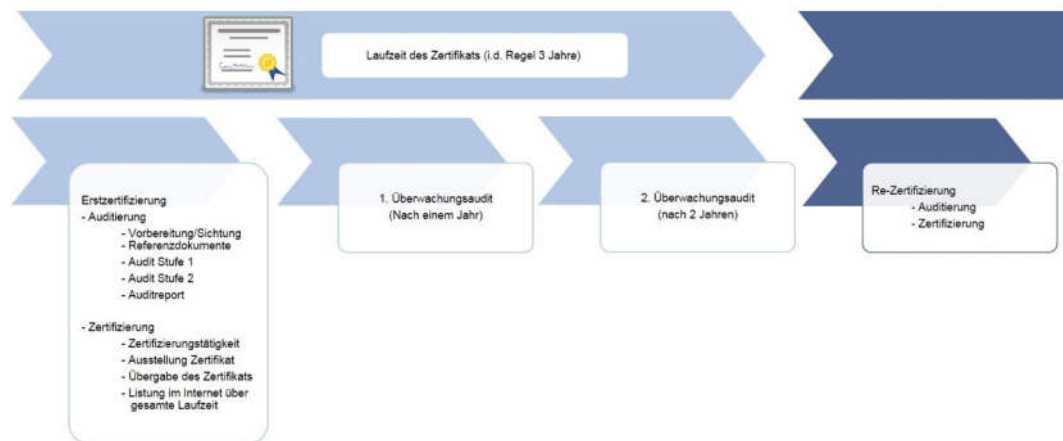 Laufzeit des Zertifikats (i.d. Regel 3 Jahre)
Erstzertifizierung
- Auditierung
- Vorbereitung/Sichtung
- Referenzdokumente
- Audit Stufe 1
- Audit Stufe 2
- Auditreport
- Zertifizierung
- Zertifizierungstätigkeit
- Ausstellung Zertifikat
- Übergabe des Zertifikats
- Listung im Internet über
gesamte Laufzeit
1. Überwachungsaudit
(Nach einem Jahr)
2. Überwachungsaudit
(nach 2 Jahren)
Re-Zertifizierung
- Auditierung
- Zertifizierung